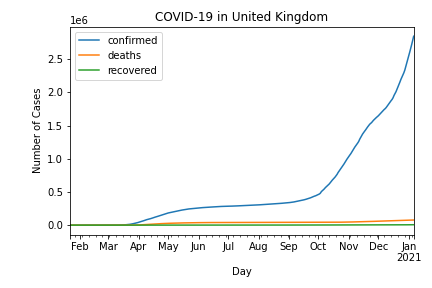 COVID-19 in United Kingdom
1e6
confirmed
deaths
recovered
Number of Cases
2.5
2.0
1.5
1.0
0.5
0.0
Feb Mar Apr May Jun Jul Aug Sep Oct Nov Dec Jan
2021
Day